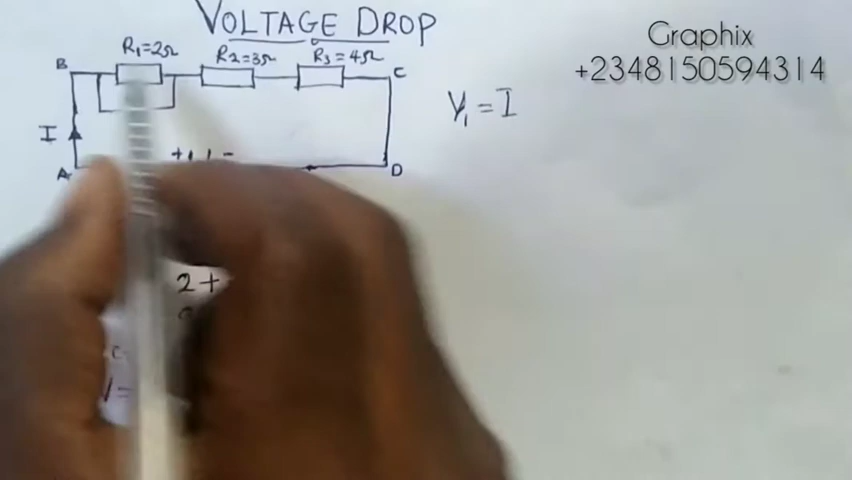 VOLTAGE DROP
Graphix
+2348150594314
R1=2Ω
R2=3Ω
R3=4Ω
B
C
V1 = I
I
+ -
A
D
2+